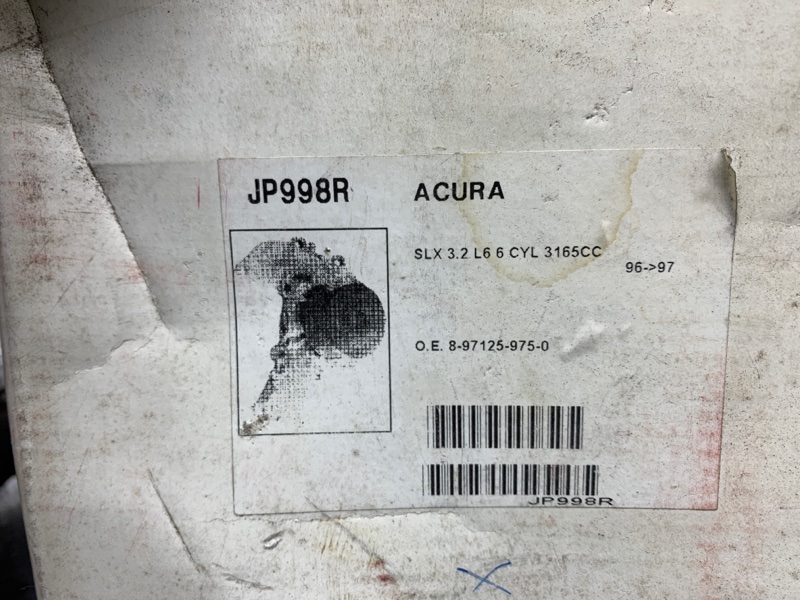 JP998R
ACURA
SLX 3.2 L6 6 CYL 3165CC
96->97
O.E. 8-97125-975-0
JP998R